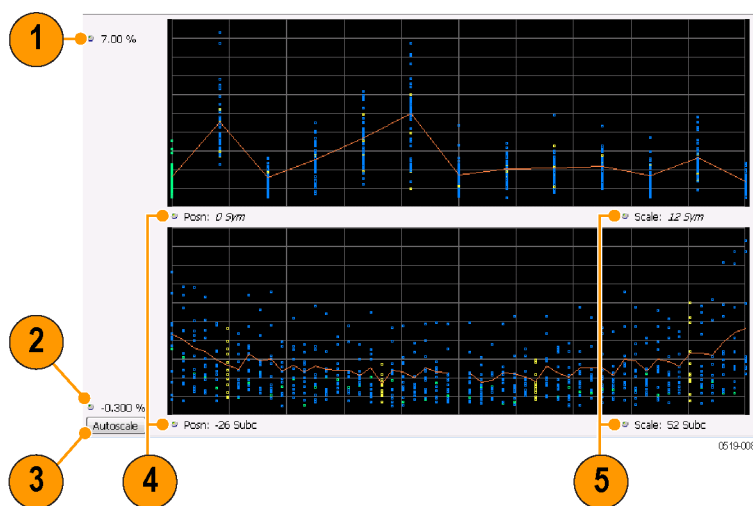 1
7.00 %
Posn: 0 Sym
Scale: 12 Sym
2
-0.300 %
Autoscale
Posn: -26 Subc
Scale: 52 Subc
0519-008
3
4
5